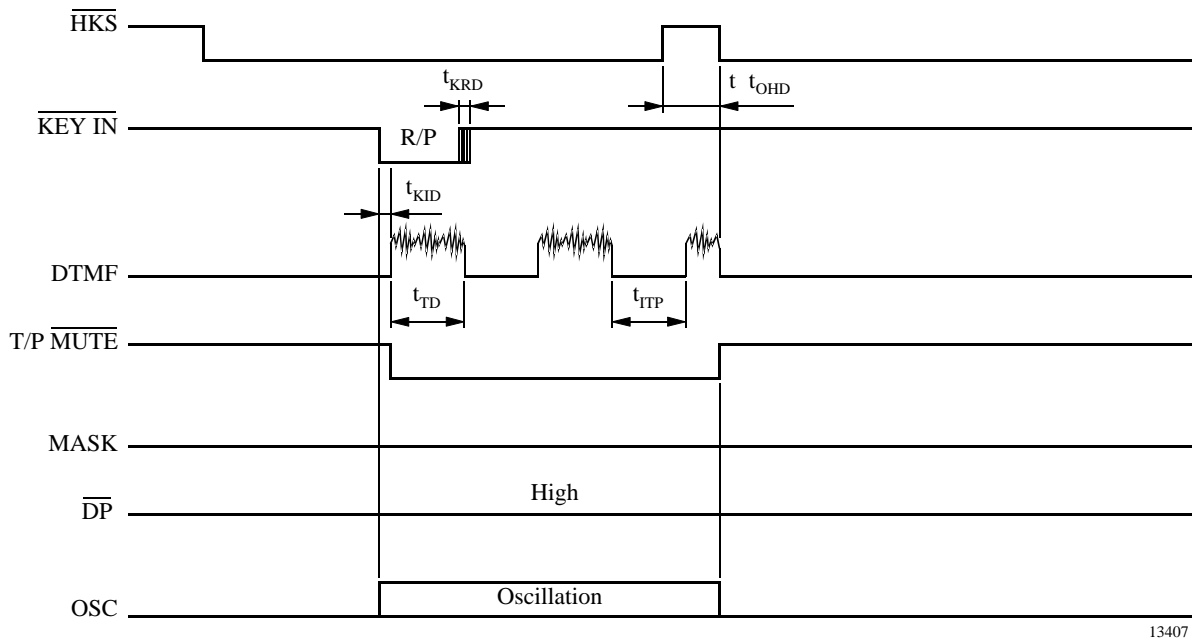 HKS
tKRD
t tOHD
KEY IN
R/P
tKID
DTMF
tTD
tITP
T/P MUTE
MASK
High
DP
Oscillation
OSC
13407